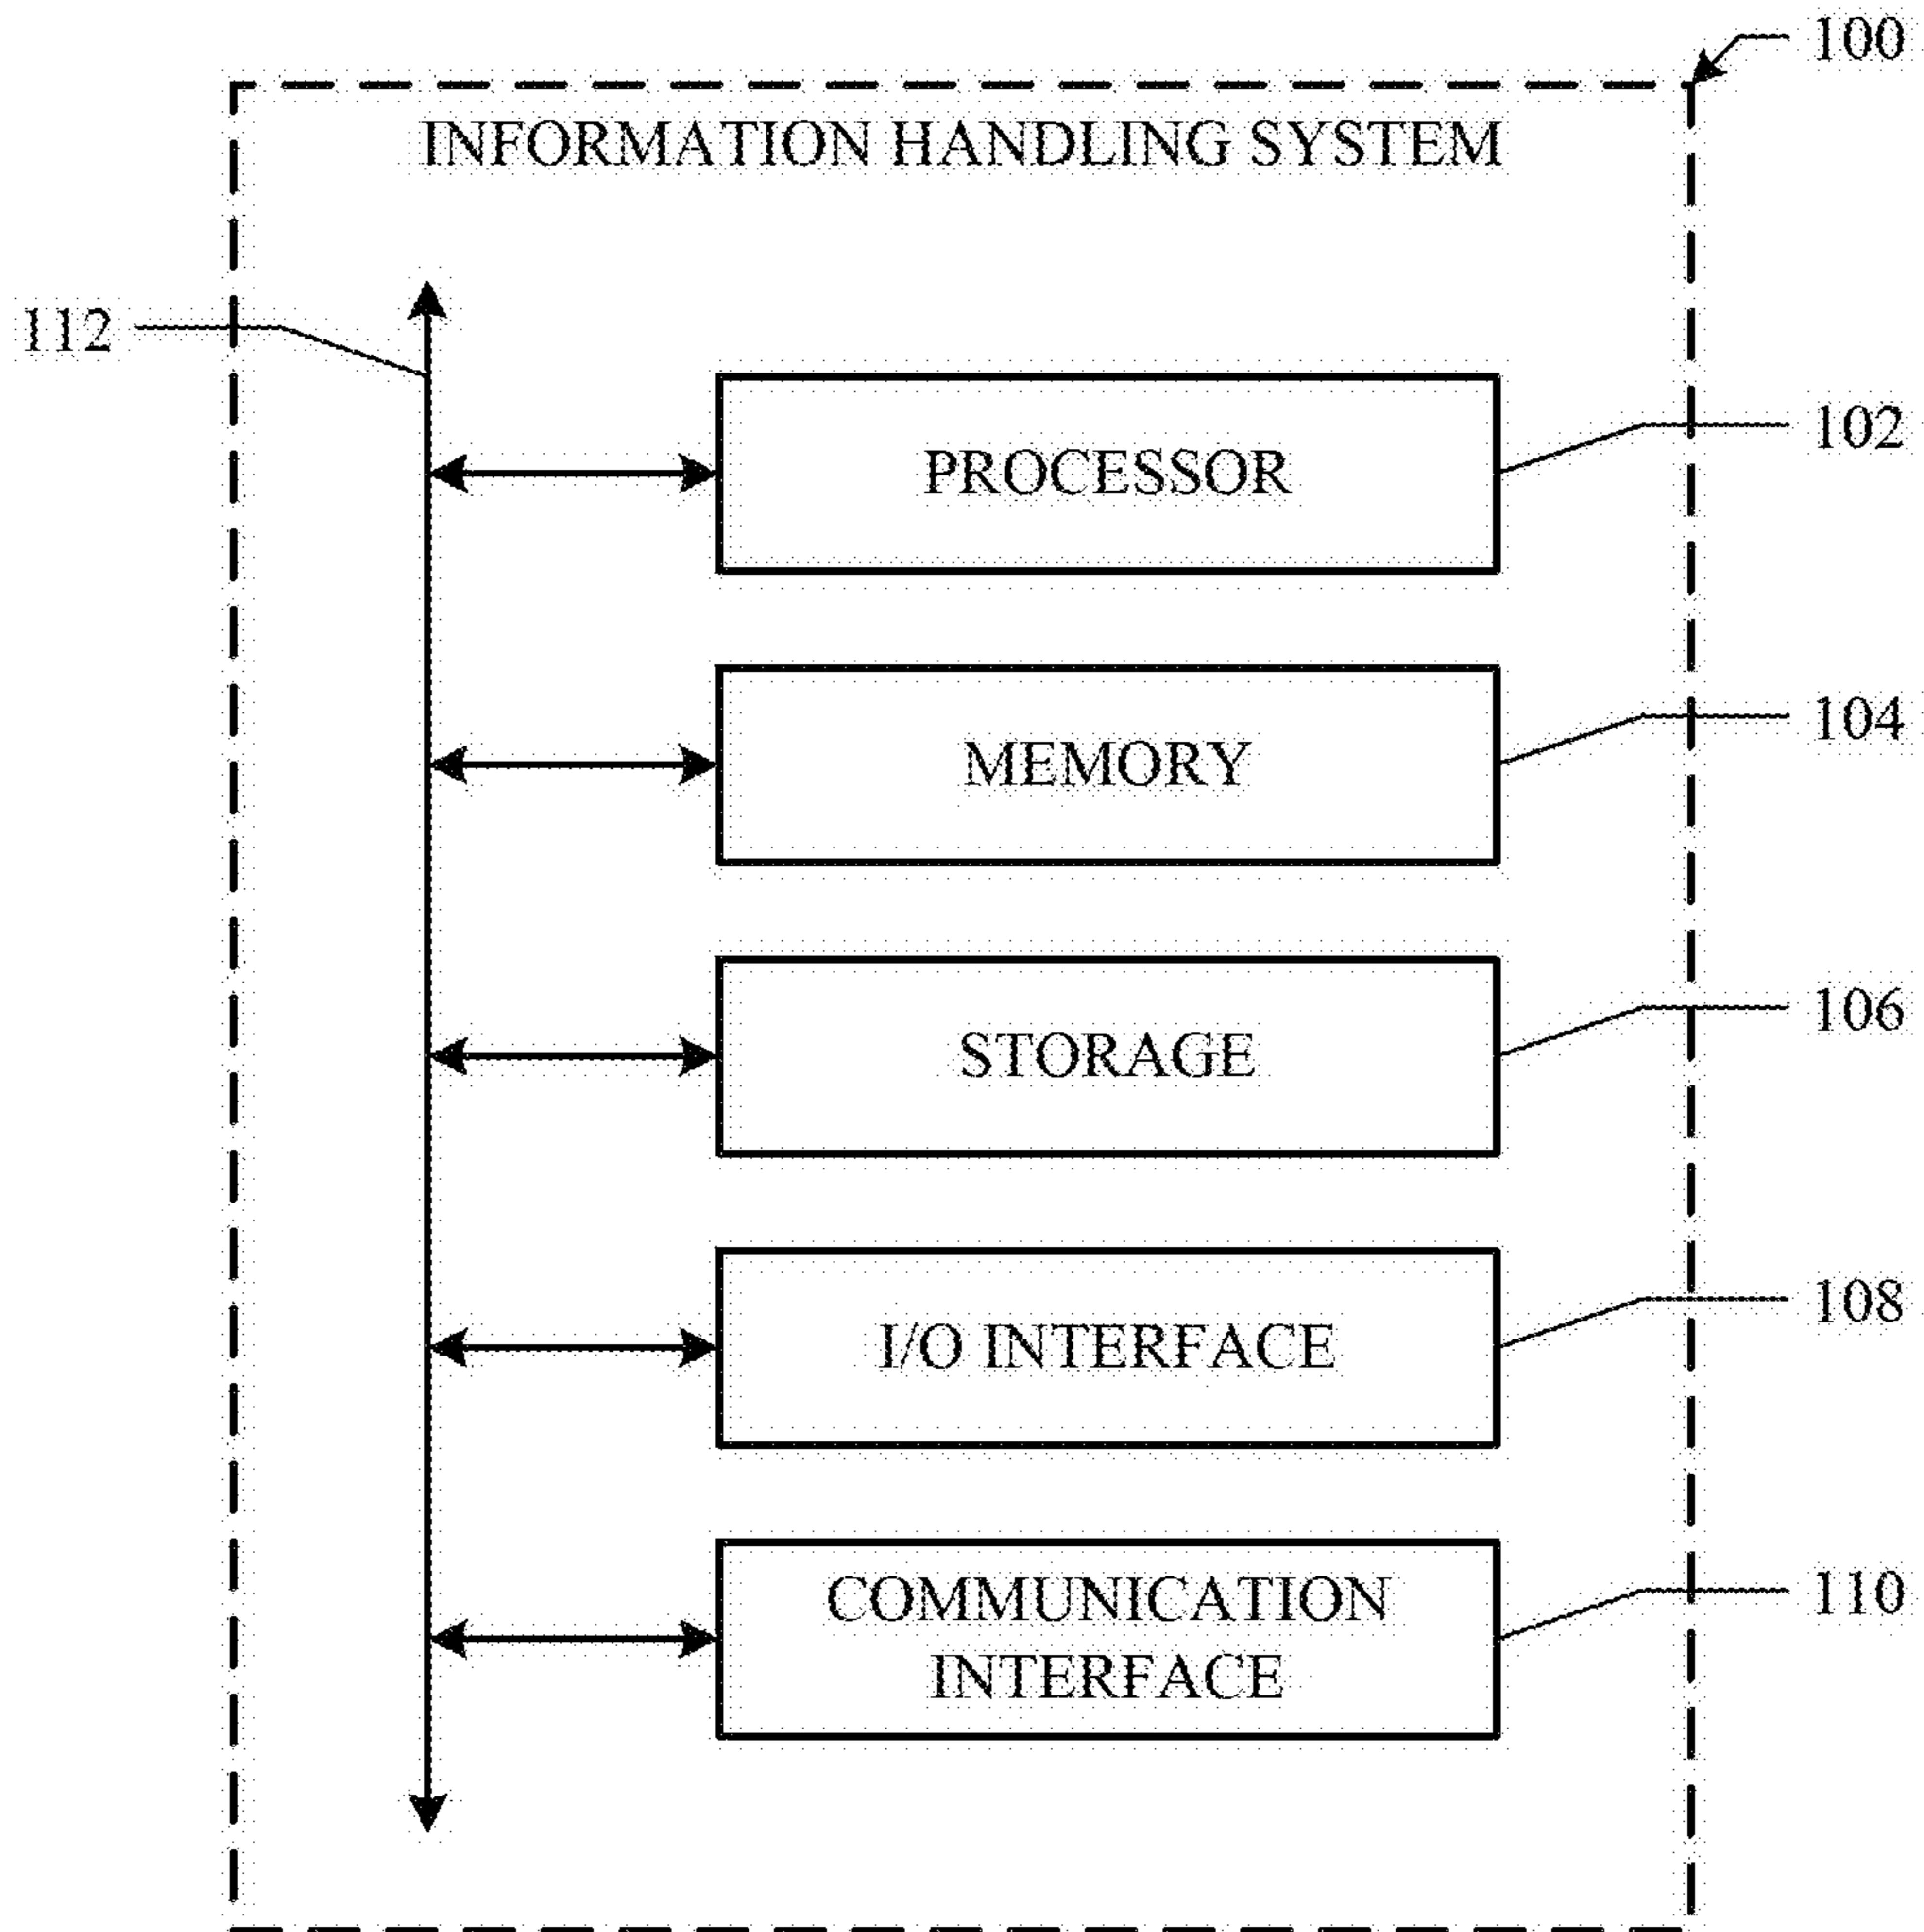 100
INFORMATION HANDLING SYSTEM
112
PROCESSOR
102
MEMORY
104
STORAGE
106
I/O INTERFACE
108
COMMUNICATION
INTERFACE
110